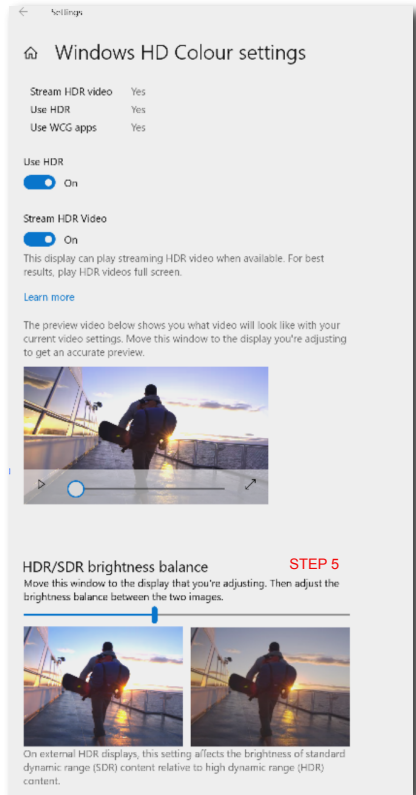 Settings
Windows HD Colour settings
Stream HDR video Yes
Use HDR Yes
Use WCG apps Yes
Use HDR
On
Stream HDR Video
On
This display can play streaming HDR video when available. For best
results, play HDR videos full screen.
Learn more
The preview video below shows you what video will look like with your
current video settings. Move this window to the display you're adjusting
to get an accurate preview.
HDR/SDR brightness balance STEP 5
Move this window to the display that you're adjusting. Then adjust the
brightness balance between the two images.
On external HDR displays, this setting affects the brightness of standard
dynamic range (SDR) content relative to high dynamic range (HDR)
content.